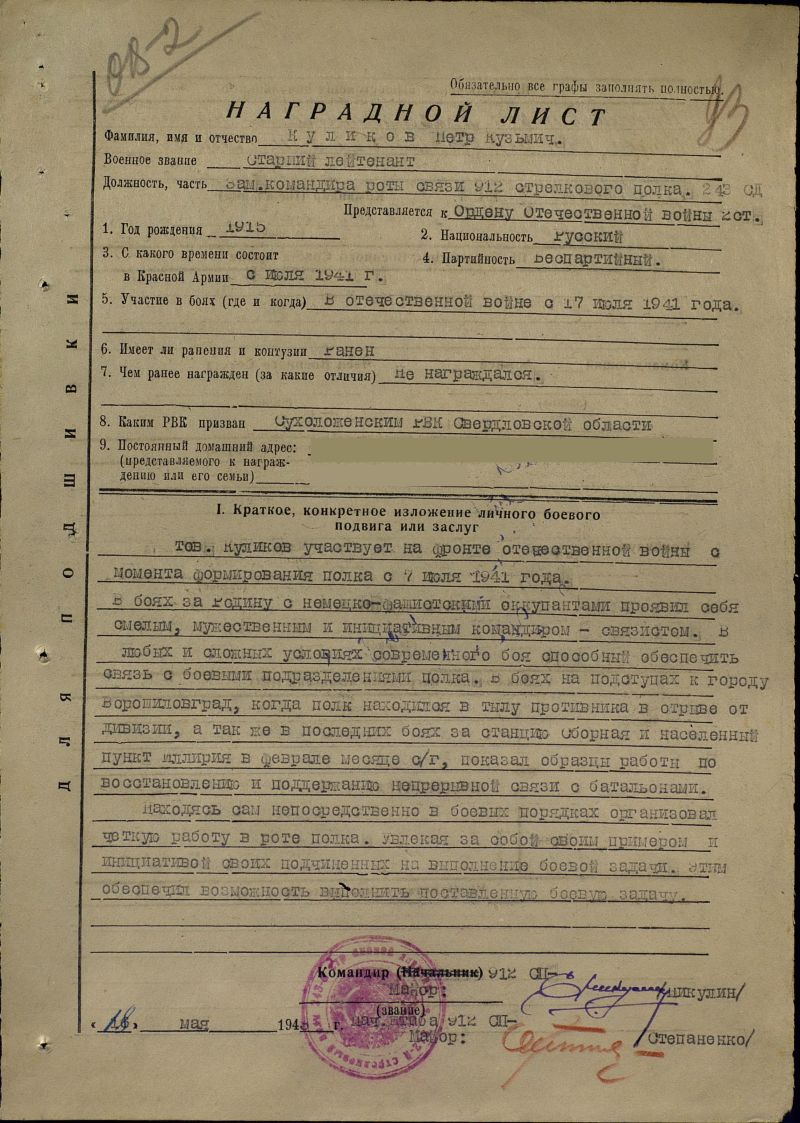 ОВ-2
Обязательно все графы заполнять полностью.
93
НАГРАДНОЙ ЛИСТ
Фамилия, имя и отчество Куликов Петр Кузьмич.
Военное звание Старший лейтенант
Должность, часть Зам.командира роты связи 912 стрелкового полка. 243 СД
Представляется к Ордену Отечественной войны 2ст.
1. Год рождения 1915 2. Национальность Русский
3. С какого времени состоит 4. Партийность Беспартийный.
в Красной Армии с июля 1941 г.
5. Участие в боях (где и когда) В отечественной войне с 17 июля 1941 года.
6. Имеет ли ранения и контузии Ранен
7. Чем ранее награжден (за какие отличия) Не награждался.
8. Каким РВК призван Сухоложенским РВК Свердловской области
9. Постоянный домашний адрес:
(представляемого к награж-
дению или его семьи)
I. Краткое, конкретное изложение личного боевого
подвига или заслуг
Тов. Куликов участвует на фронте отечественной войны с
момента формирования полка с 7 июля 1941 года.
В боях за Родину с немецко-фашистскими оккупантами проявил себя
смелым, мужественным и инициативным командиром – связистом. В
любых и сложных условиях современного боя способный обеспечить
связь с боевыми подразделениями полка. В боях на подступах к городу
Ворошиловград, когда полк находился в тылу противника в отрыве от
дивизии, а так же в последних боях за станцию Сборная и населенный
пункт Иллирия в феврале месяце с/г, показал образцы работы по
восстановлению и поддержанию непрерывной связи с батальонами.
Находясь сам непосредственно в боевых порядках организовал
четкую работу в роте полка. Увлекая за собой своим примером и
инициативой своих подчиненных на выполнение боевой задачи. Этим
обеспечил возможность выполнить поставленную боевую задачу.
Командир (Начальник) 912 СП-
Майор: /Микулин/
(звание)
«16» мая 1943 г. Нач.штаба 912 СП-
Майор: /Степаненко/
ДЛЯ ПОДШИВКИ